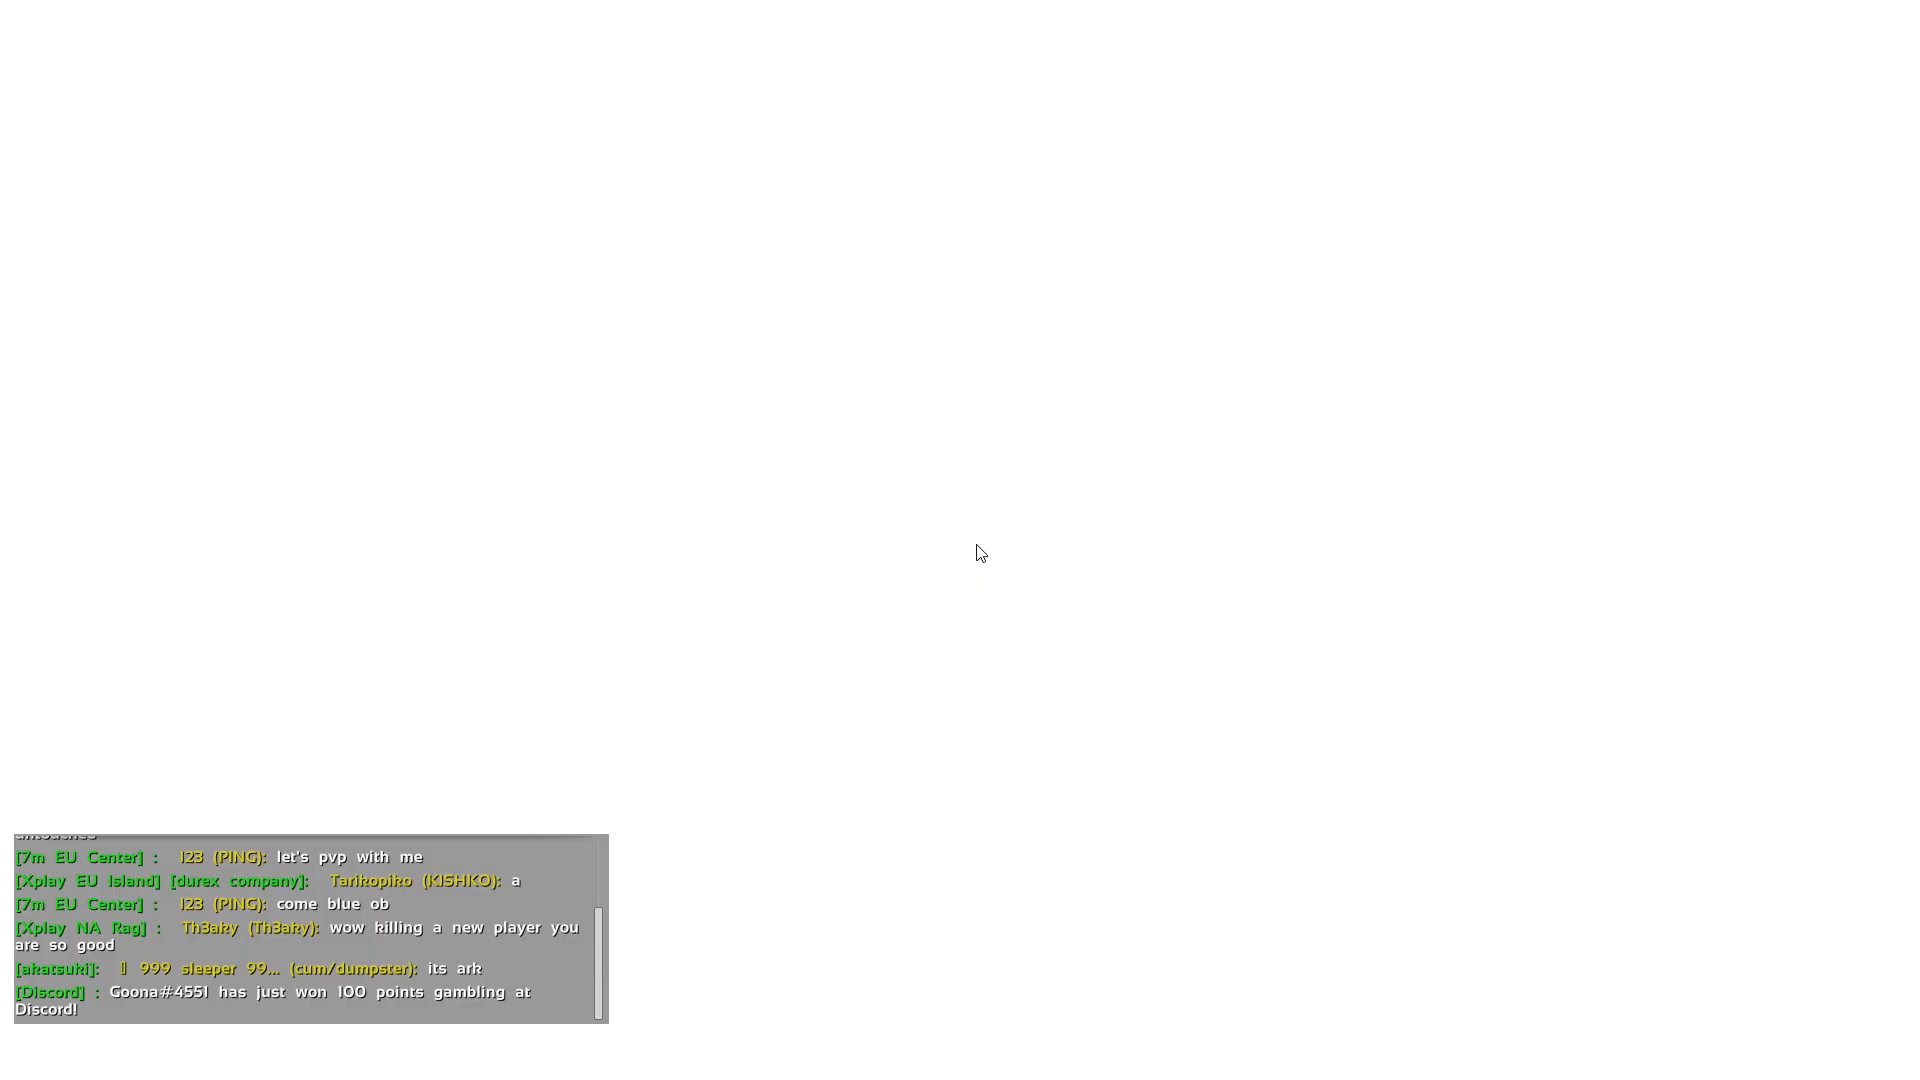 [7m EU Center] : 123 (PING): let's pvp with me
[Xplay EU Island] [durex company]: Tarikopiko (KISHKO): a
[7m EU Center] : 123 (PING): come blue ob
[Xplay NA Rag] : Th3aky (Th3aky): wow killing a new player you
are so good
[akatsuki]: 999 sleeper 99... (cum/dumpster): its ark
[Discord] : Goona#4551 has just won 100 points gambling at
Discord!